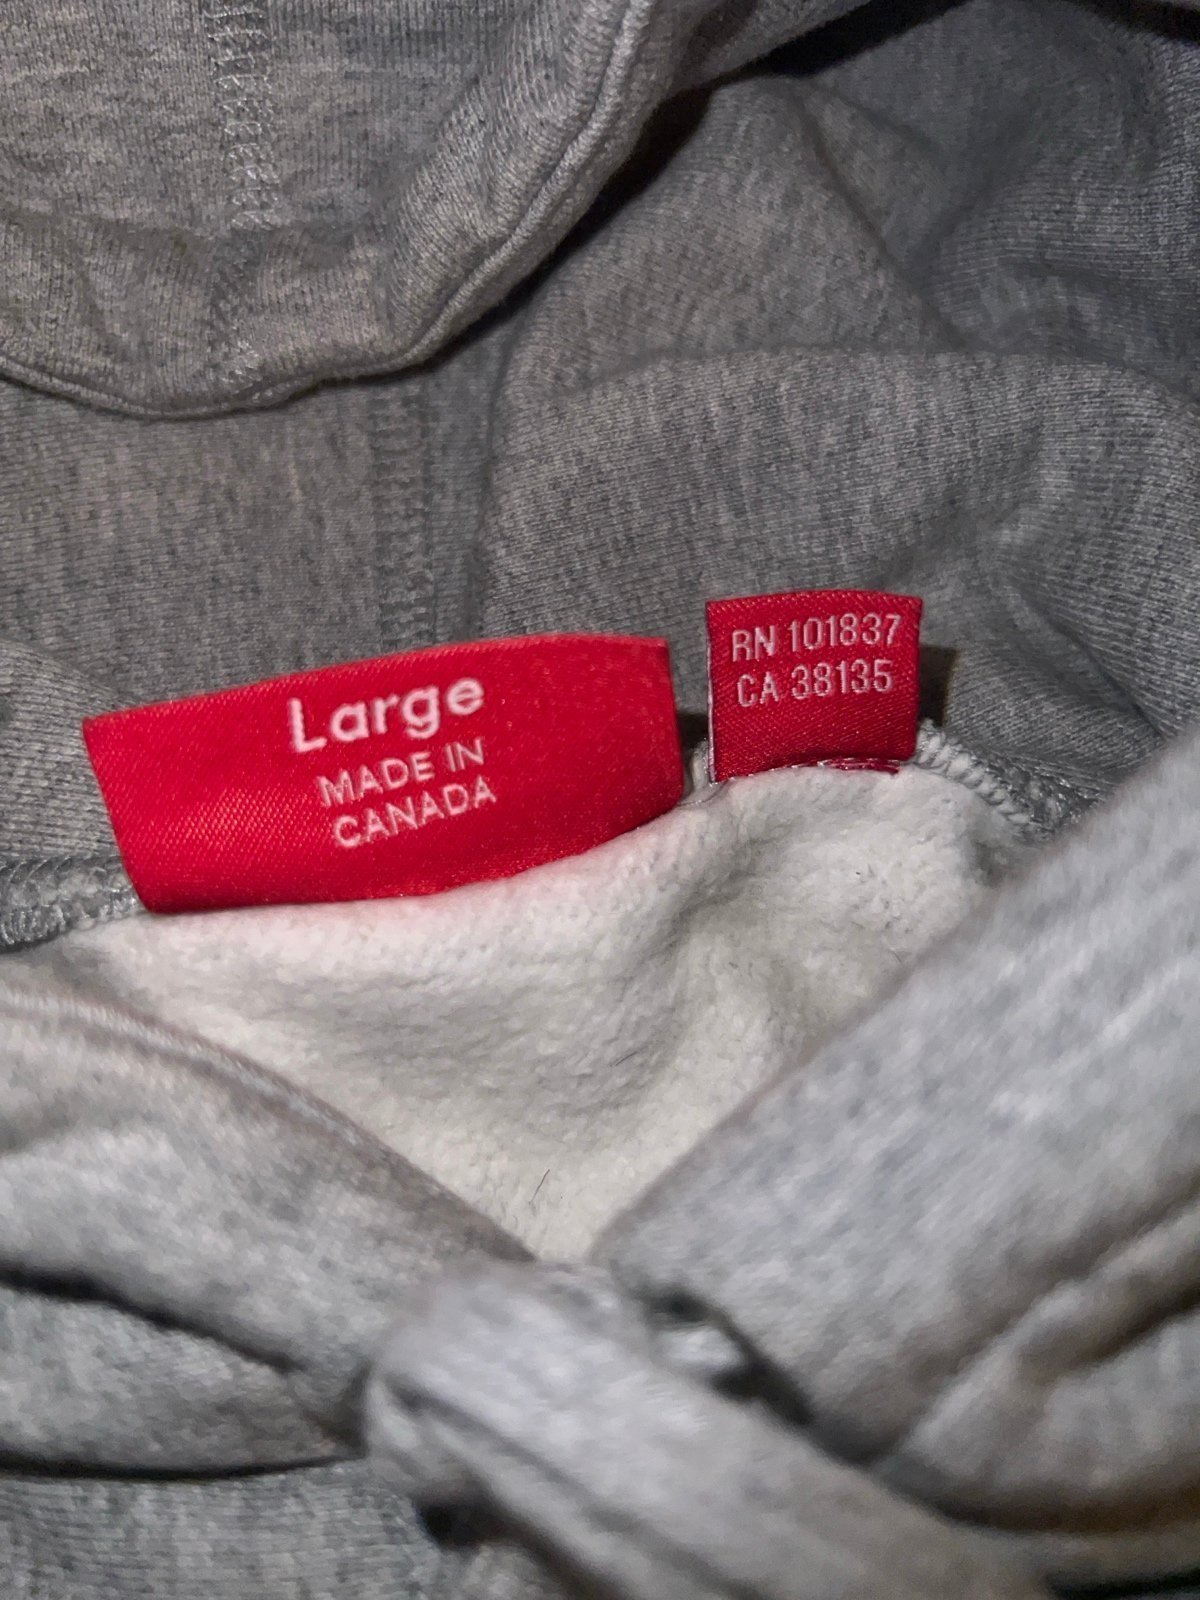 Large
MADE IN
CANADA
RN 101837
CA 38135